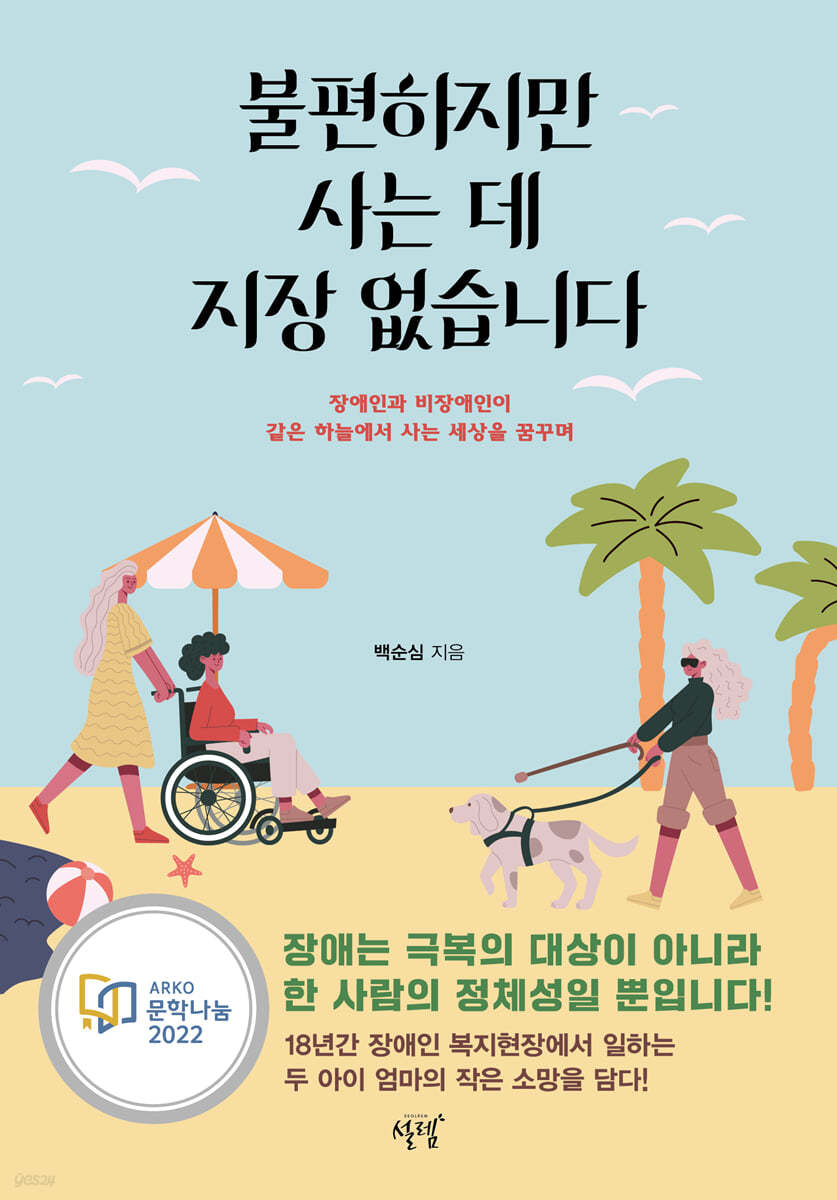 불편하지만
사는 데
지장 없습니다
장애인과 비장애인이
같은 하늘에서 사는 세상을 꿈꾸며
백순심 지음
장애는 극복의 대상이 아니라
한 사람의 정체성일 뿐입니다!
18년간 장애인 복지현장에서 일하는
두 아이 엄마의 작은 소망을 담다!
ARKO
문학나눔
2022
SEOLREM
설렘
yes24